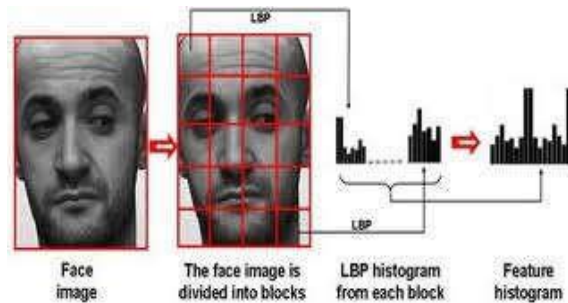 LBP
LBP
Face
image
The face image is
divided into blocks
LBP histogram
from each block
Feature
histogram